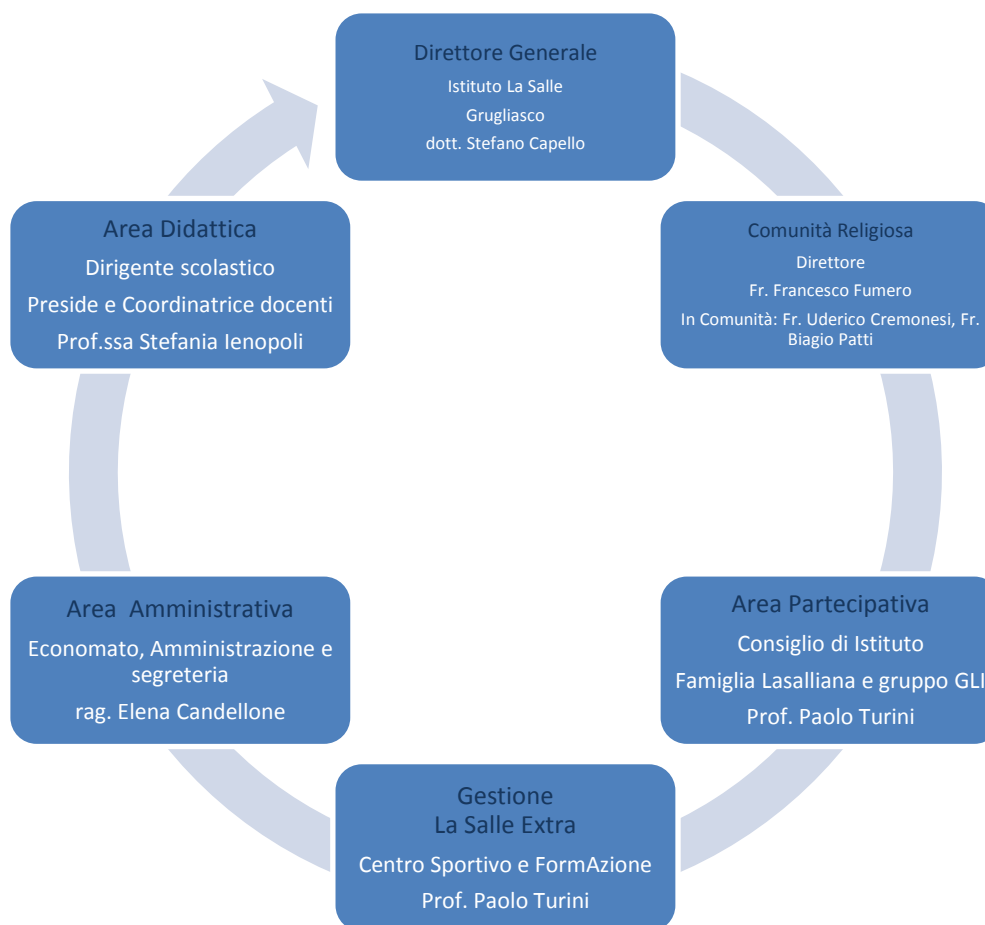 Direttore Generale
Istituto La Salle
Grugliasco
dott. Stefano Capello
Comunità Religiosa
Direttore
Fr. Francesco Fumero
In Comunità: Fr. Uderico Cremonesi, Fr.
Biagio Patti
Area Partecipativa
Consiglio di Istituto
Famiglia Lasalliana e gruppo GLI
Prof. Paolo Turini
Gestione
La Salle Extra
Centro Sportivo e FormAzione
Prof. Paolo Turini
Area Amministrativa
Economato, Amministrazione e
segreteria
rag. Elena Candellone
Area Didattica
Dirigente scolastico
Preside e Coordinatrice docenti
Prof.ssa Stefania Ienopoli